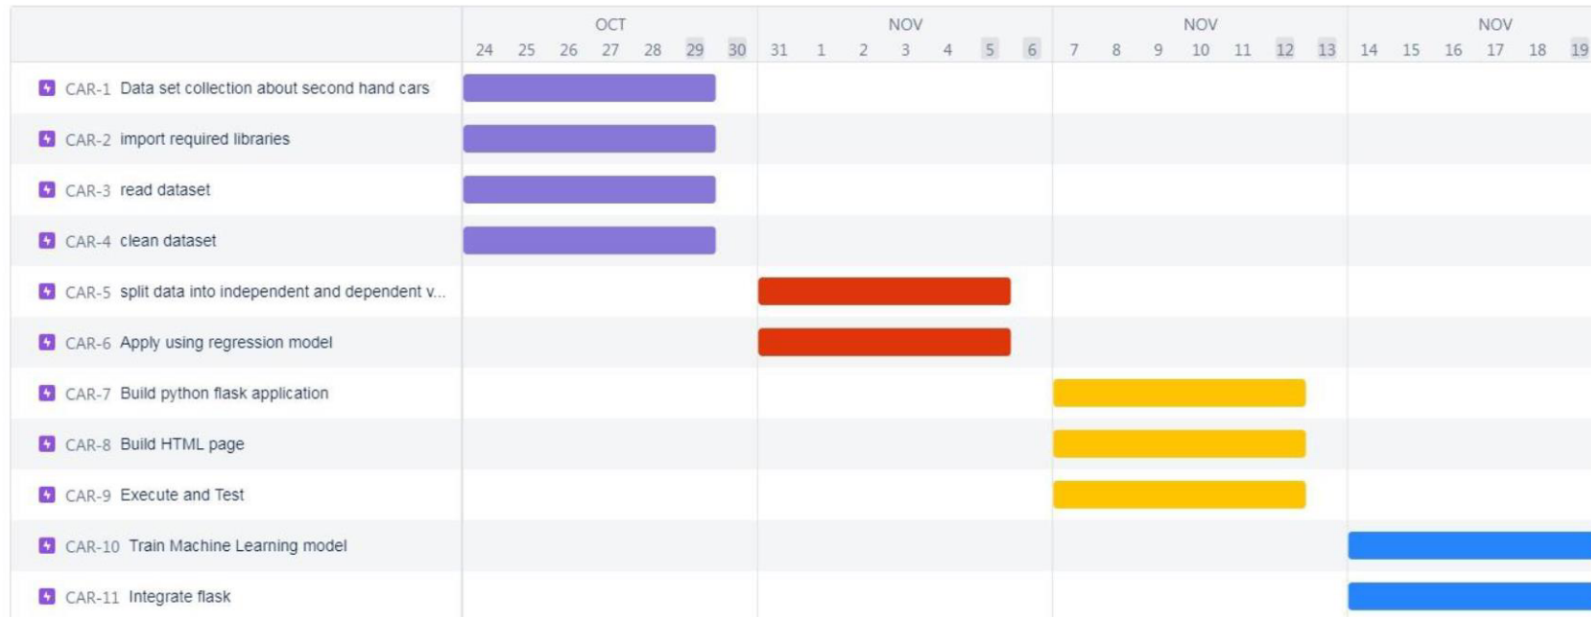 OCT NOV NOV NOV
24 25 26 27 28 29 30 31 1 2 3 4 5 6 7 8 9 10 11 12 13 14 15 16 17 18 19
CAR-1 Data set collection about second hand cars
CAR-2 import required libraries
CAR-3 read dataset
CAR-4 clean dataset
CAR-5 split data into independent and dependent v...
CAR-6 Apply using regression model
CAR-7 Build python flask application
CAR-8 Build HTML page
CAR-9 Execute and Test
CAR-10 Train Machine Learning model
CAR-11 Integrate flask